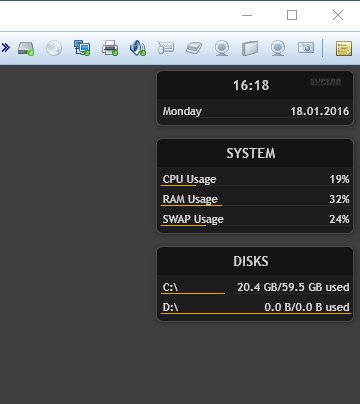 16:18
Monday 18.01.2016
SYSTEM
CPU Usage 19%
RAM Usage 32%
SWAP Usage 24%
DISKS
C:\ 20.4 GB/59.5 GB used
D:\ 0.0 B/0.0 B used